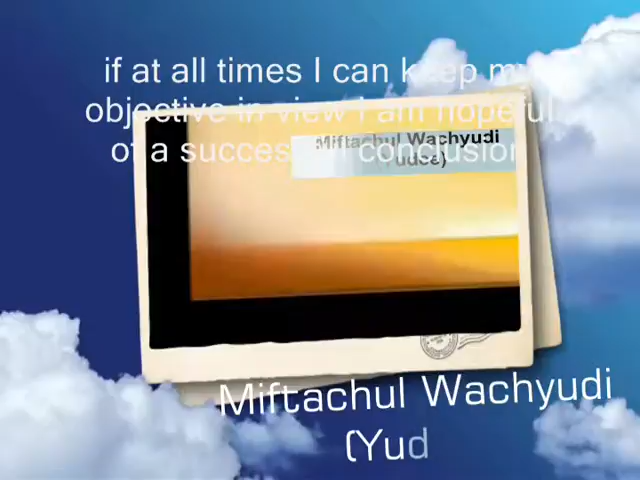 if at all times I can keep my
objective in view I am hopeful
of a successful conclusion
Miftachul Wachyudi
(Yudee)
Miftachul Wachyudi
(Yud